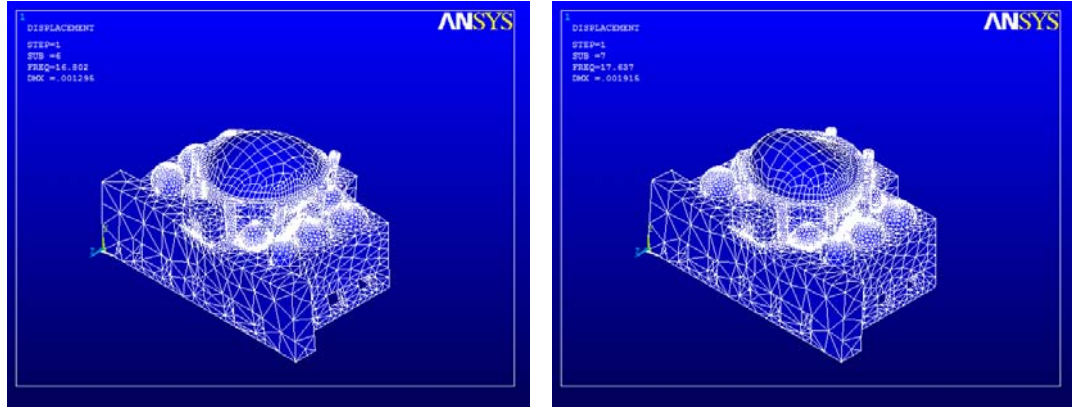 1
DISPLACEMENT
STEP=1
SUB =6
FREQ=16.802
DMX =.001295
ANSYS
1
DISPLACEMENT
STEP=1
SUB =7
FREQ=17.637
DMX =.001915
ANSYS